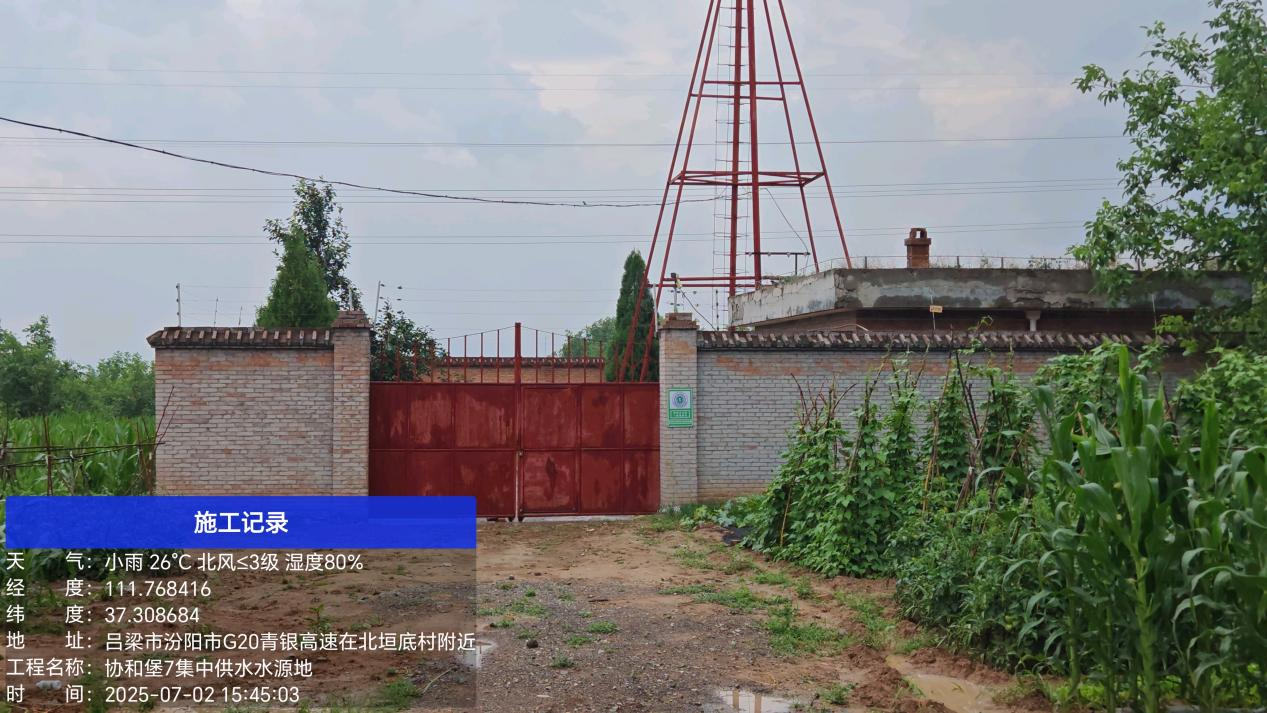 施工记录
天　　气：小雨 26℃ 北风≤3级 湿度80%
经　　度：111.768416
纬　　度：37.308684
地　　址：吕梁市汾阳市G20青银高速在北垣底村附近
工程名称：协和堡7集中供水水源地
时　　间：2025-07-02 15:45:03